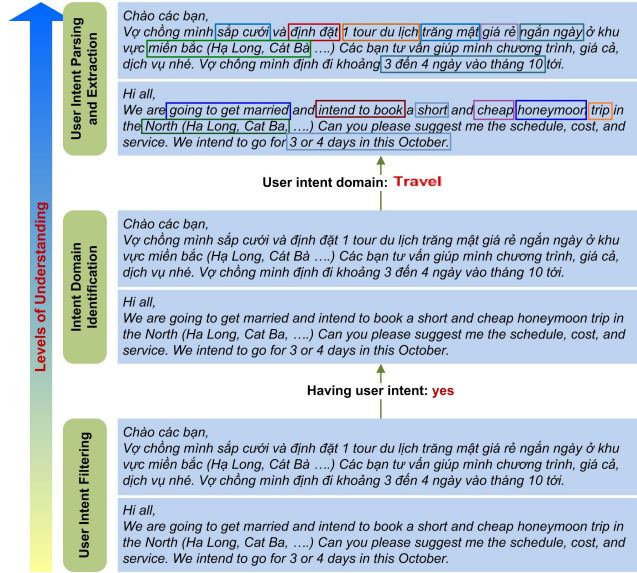 Levels of Understanding
User Intent Parsing
and Extraction
Chào các bạn,
Vợ chồng mình sắp cưới và định đặt 1 tour du lịch trăng mật giá rẻ ngắn ngày ở khu
vực miền bắc (Hạ Long, Cát Bà ....) Các bạn tư vấn giúp mình chương trình, giá cả,
dịch vụ nhé. Vợ chồng mình định đi khoảng 3 đến 4 ngày vào tháng 10 tới.
Hi all,
We are going to get married and intend to book a short and cheap honeymoon trip in
the North (Ha Long, Cat Ba, ....) Can you please suggest me the schedule, cost, and
service. We intend to go for 3 or 4 days in this October.
User intent domain: Travel
Intent Domain
Identification
Chào các bạn,
Vợ chồng mình sắp cưới và định đặt 1 tour du lịch trăng mật giá rẻ ngắn ngày ở khu
vực miền bắc (Hạ Long, Cát Bà ....) Các bạn tư vấn giúp mình chương trình, giá cả,
dịch vụ nhé. Vợ chồng mình định đi khoảng 3 đến 4 ngày vào tháng 10 tới.
Hi all,
We are going to get married and intend to book a short and cheap honeymoon trip in
the North (Ha Long, Cat Ba, ....) Can you please suggest me the schedule, cost, and
service. We intend to go for 3 or 4 days in this October.
Having user intent: yes
User Intent Filtering
Chào các bạn,
Vợ chồng mình sắp cưới và định đặt 1 tour du lịch trăng mật giá rẻ ngắn ngày ở khu
vực miền bắc (Hạ Long, Cát Bà ....) Các bạn tư vấn giúp mình chương trình, giá cả,
dịch vụ nhé. Vợ chồng mình định đi khoảng 3 đến 4 ngày vào tháng 10 tới.
Hi all,
We are going to get married and intend to book a short and cheap honeymoon trip in
the North (Ha Long, Cat Ba, ....) Can you please suggest me the schedule, cost, and
service. We intend to go for 3 or 4 days in this October.